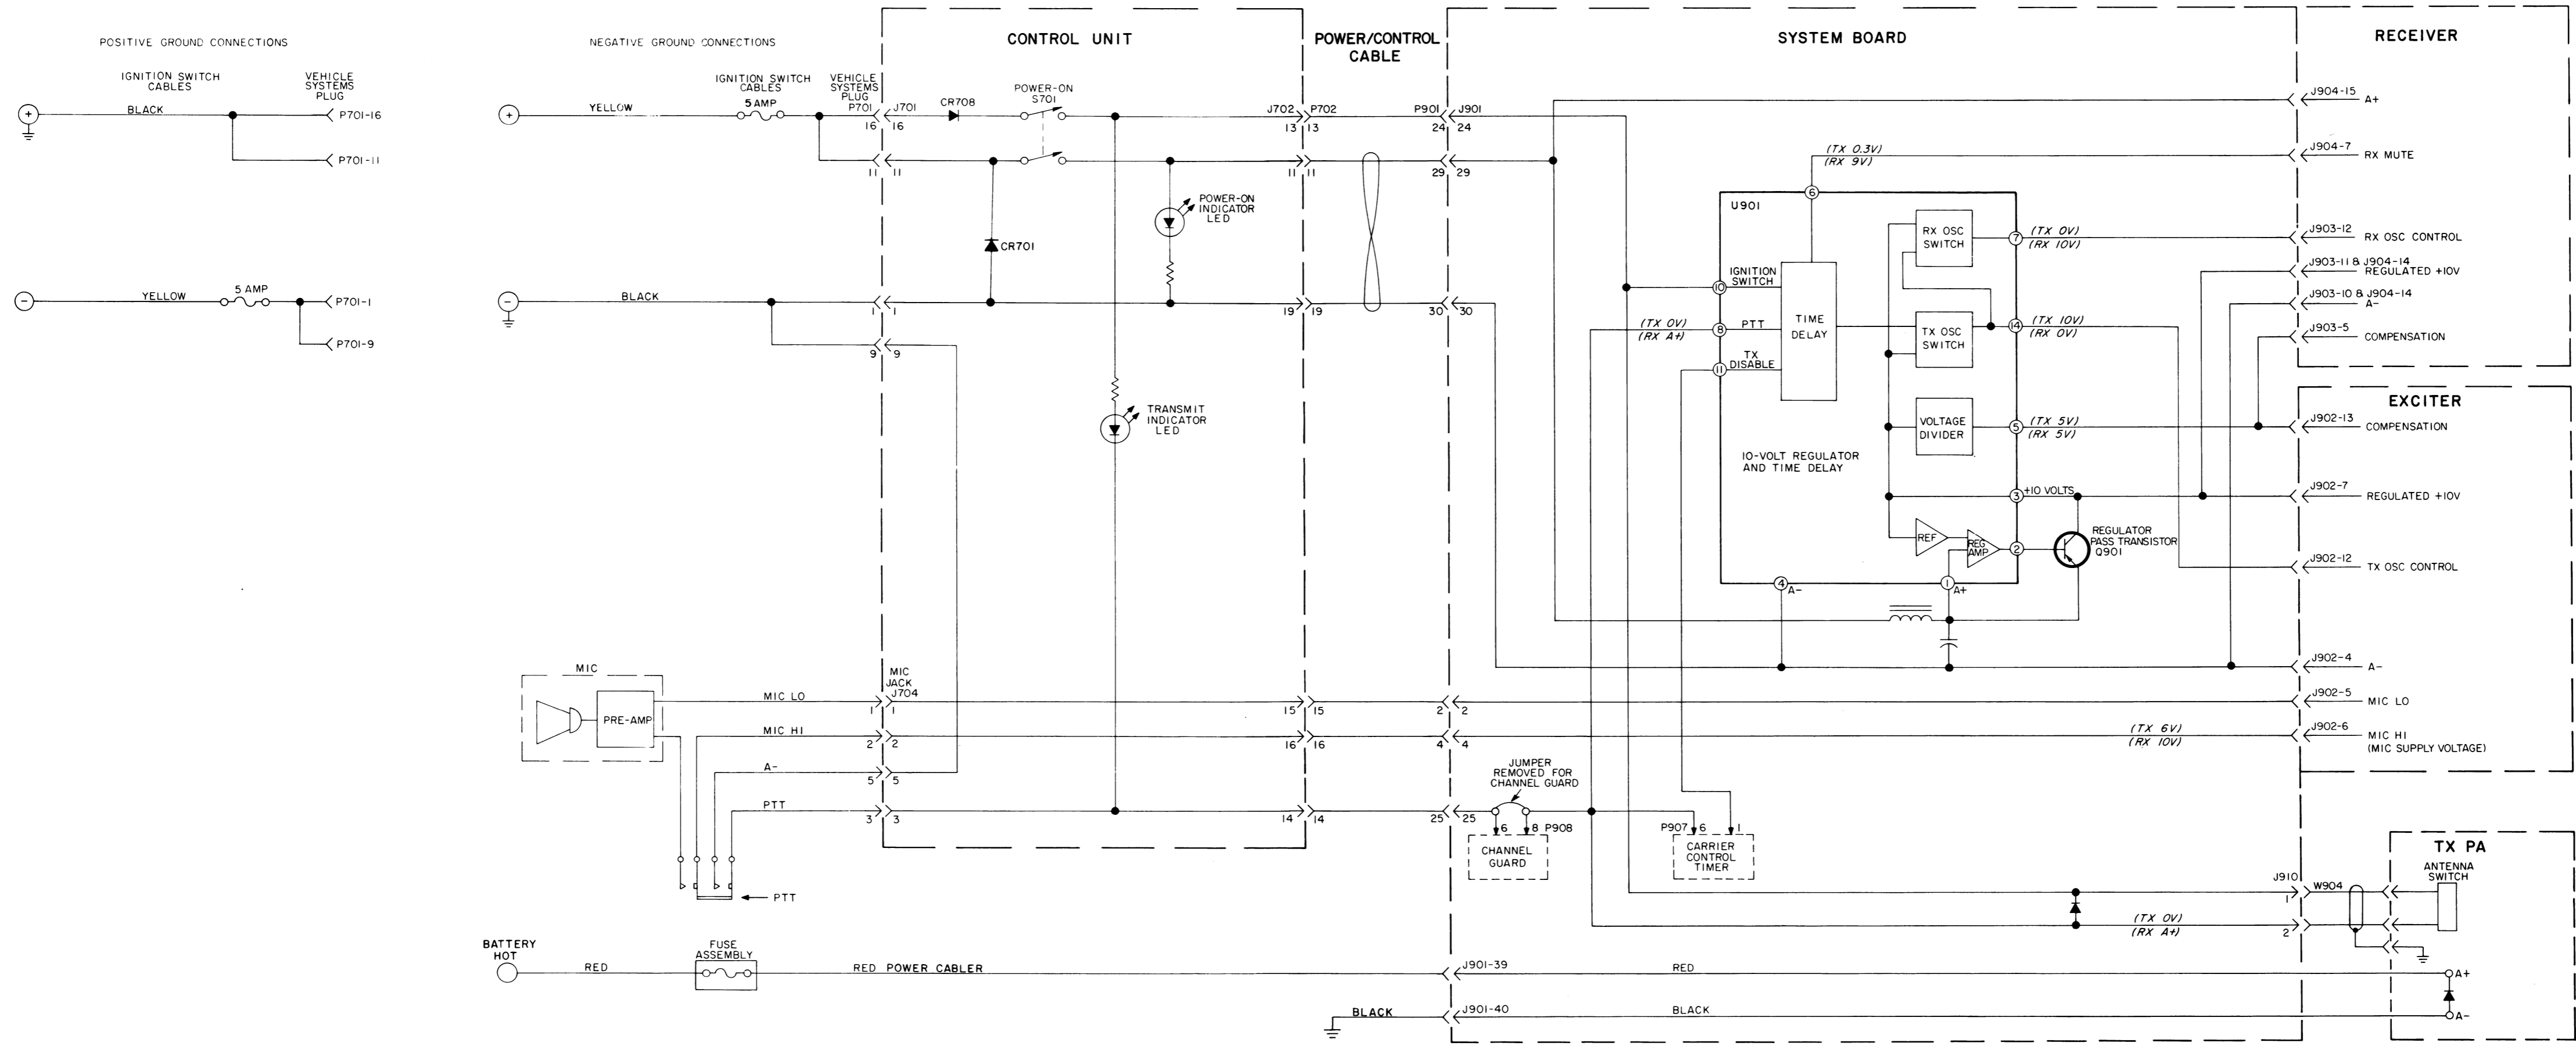 POSITIVE GROUND CONNECTIONS
IGNITION SWITCH
CABLES
VEHICLE
SYSTEMS
PLUG
+
BLACK
P701-16
P701-11
-
YELLOW
5 AMP
P701-1
P701-9
NEGATIVE GROUND CONNECTIONS
IGNITION SWITCH
CABLES
5 AMP
VEHICLE
SYSTEMS
PLUG
P701
+
YELLOW
16
11
-
BLACK
1
9
MIC
PRE-AMP
MIC LO
1
MIC HI
2
A-
5
PTT
3
PTT
BATTERY
HOT
RED
FUSE
ASSEMBLY
RED POWER CABLER
CONTROL UNIT
J701
16
CR708
POWER-ON
S701
J702
13
11
11
POWER-ON
INDICATOR
LED
CR701
1
19
9
TRANSMIT
INDICATOR
LED
MIC
JACK
J704
1
15
2
16
5
3
14
POWER/CONTROL
CABLE
P702
13
P901
24
11
29
19
30
15
2
16
4
14
25
BLACK
SYSTEM BOARD
J901
24
29
30
2
4
25
(TX 0.3V)
(RX 9V)
6
U901
RX OSC
SWITCH
7
(TX 0V)
(RX 10V)
IGNITION
SWITCH
10
(TX 0V)
(RX A+)
8
PTT
TIME
DELAY
TX
DISABLE
11
TX OSC
SWITCH
14
(TX 10V)
(RX 0V)
VOLTAGE
DIVIDER
5
(TX 5V)
(RX 5V)
10-VOLT REGULATOR
AND TIME DELAY
3
+10 VOLTS
REF
REG
AMP
2
REGULATOR
PASS TRANSISTOR
Q901
4
A-
1
A+
(TX 6V)
(RX 10V)
JUMPER
REMOVED FOR
CHANNEL GUARD
6
8
P908
CHANNEL
GUARD
P907
6
1
CARRIER
CONTROL
TIMER
J910
1
(TX 0V)
(RX A+)
2
J901-39
RED
J901-40
BLACK
RECEIVER
J904-15
A+
J904-7
RX MUTE
J903-12
RX OSC CONTROL
J903-11 & J904-14
REGULATED +10V
J903-10 & J904-14
A-
J903-5
COMPENSATION
EXCITER
J902-13
COMPENSATION
J902-7
REGULATED +10V
J902-12
TX OSC CONTROL
J902-4
A-
J902-5
MIC LO
J902-6
MIC HI
(MIC SUPPLY VOLTAGE)
TX PA
ANTENNA
SWITCH
W904
A+
A-